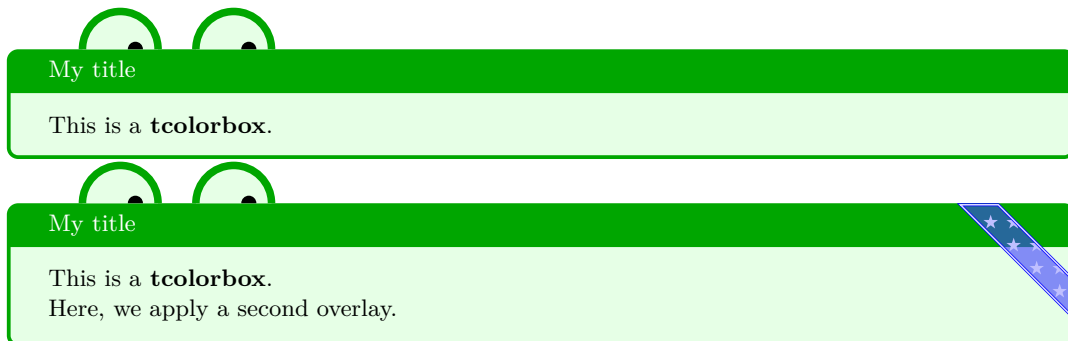 My title
This is a tcolorbox.
My title
This is a tcolorbox.
Here, we apply a second overlay.